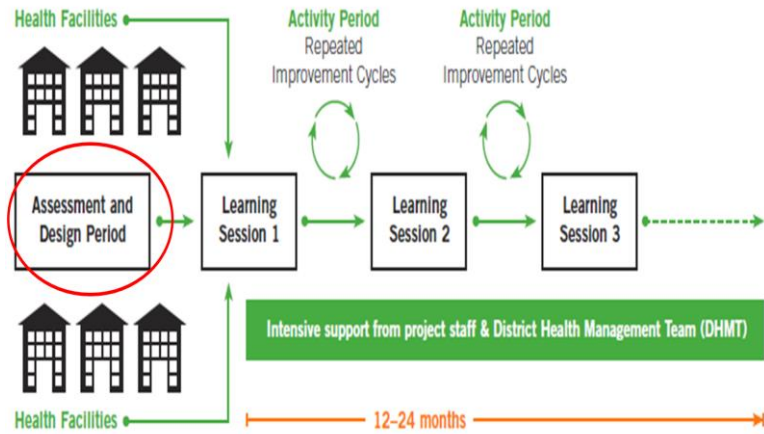 Health Facilities
Activity Period
Repeated
Improvement Cycles
Activity Period
Repeated
Improvement Cycles
Assessment and
Design Period
Learning
Session 1
Learning
Session 2
Learning
Session 3
Intensive support from project staff & District Health Management Team (DHMT)
Health Facilities
12–24 months